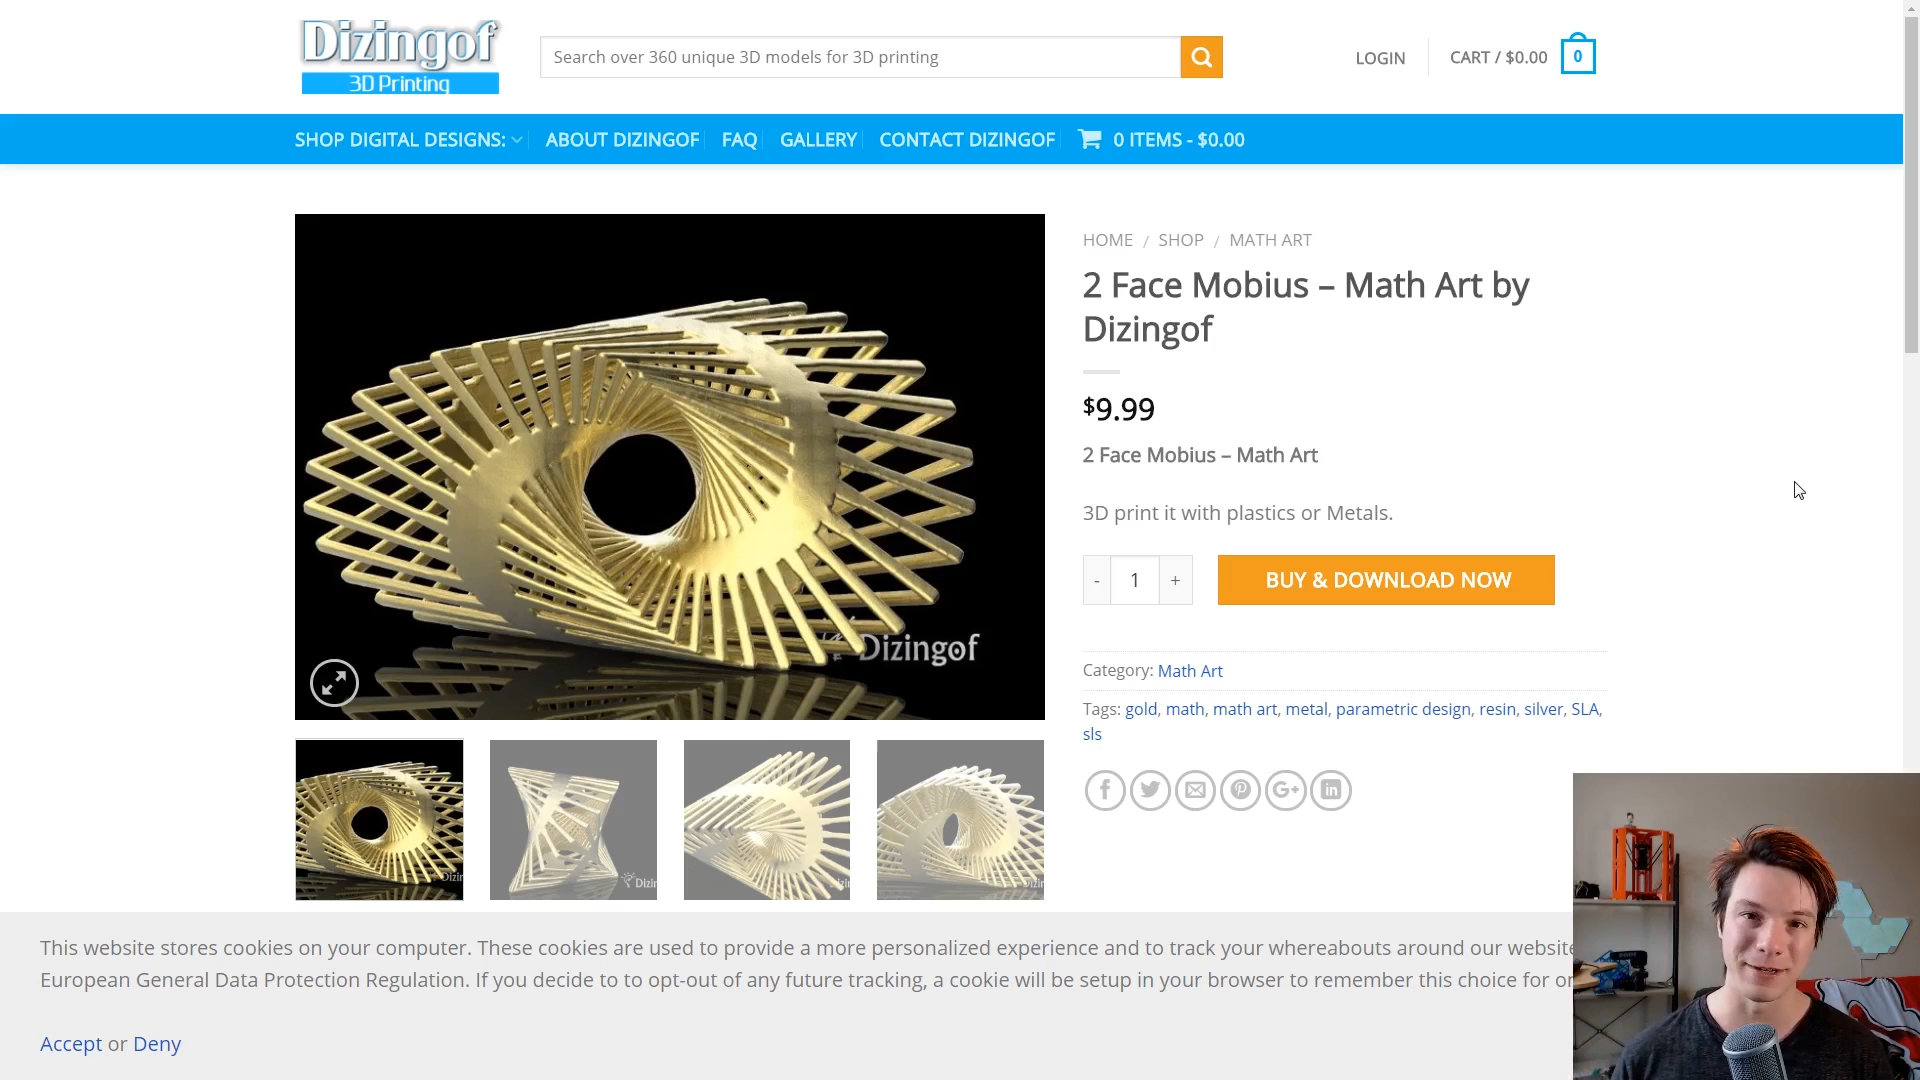 Dizingof
3D Printing
Search over 360 unique 3D models for 3D printing
LOGIN
CART / $0.00
0
SHOP DIGITAL DESIGNS:
ABOUT DIZINGOF
FAQ
GALLERY
CONTACT DIZINGOF
0 ITEMS - $0.00
HOME / SHOP / MATH ART
2 Face Mobius – Math Art by
Dizingof
$9.99
2 Face Mobius – Math Art
3D print it with plastics or Metals.
- 1 +
BUY & DOWNLOAD NOW
Dizingof
Category: Math Art
Tags: gold, math, math art, metal, parametric design, resin, silver, SLA,
sls
This website stores cookies on your computer. These cookies are used to provide a more personalized experience and to track your whereabouts around our website
European General Data Protection Regulation. If you decide to to opt-out of any future tracking, a cookie will be setup in your browser to remember this choice for
Accept or Deny